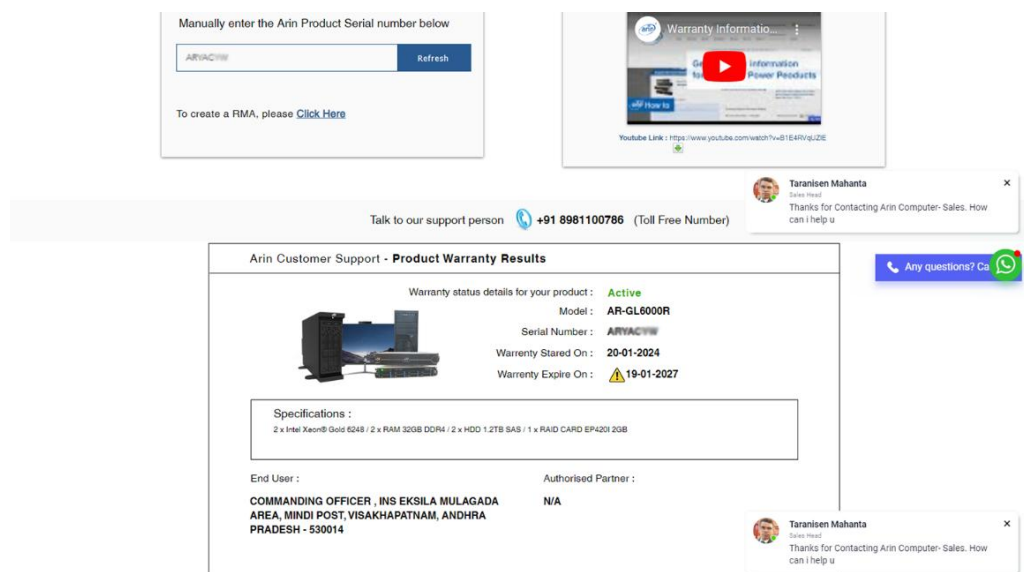 Manually enter the Arin Product Serial number below
Refresh
To create a RMA, please Click Here
Warranty Informatio...
Youtube Link : https://www.youtube.com/watch?v=B1E4RVqUZIE
Taranisen Mahanta
Sales Head
Thanks for Contacting Arin Computer- Sales. How
can i help u
Talk to our support person +91 8981100786 (Toll Free Number)
Any questions? Ca
Arin Customer Support - Product Warranty Results
Warranty status details for your product : Active
Model : AR-GL6000R
Serial Number :
Warrenty Stared On : 20-01-2024
Warrenty Expire On : 19-01-2027
Specifications :
2 x Intel Xeon® Gold 6248 / 2 x RAM 32GB DDR4 / 2 x HDD 1.2TB SAS / 1 x RAID CARD EP420I 2GB
End User :
COMMANDING OFFICER , INS EKSILA MULAGADA
AREA, MINDI POST, VISAKHAPATNAM, ANDHRA
PRADESH - 530014
Authorised Partner :
N/A
Taranisen Mahanta
Sales Head
Thanks for Contacting Arin Computer- Sales. How
can i help u